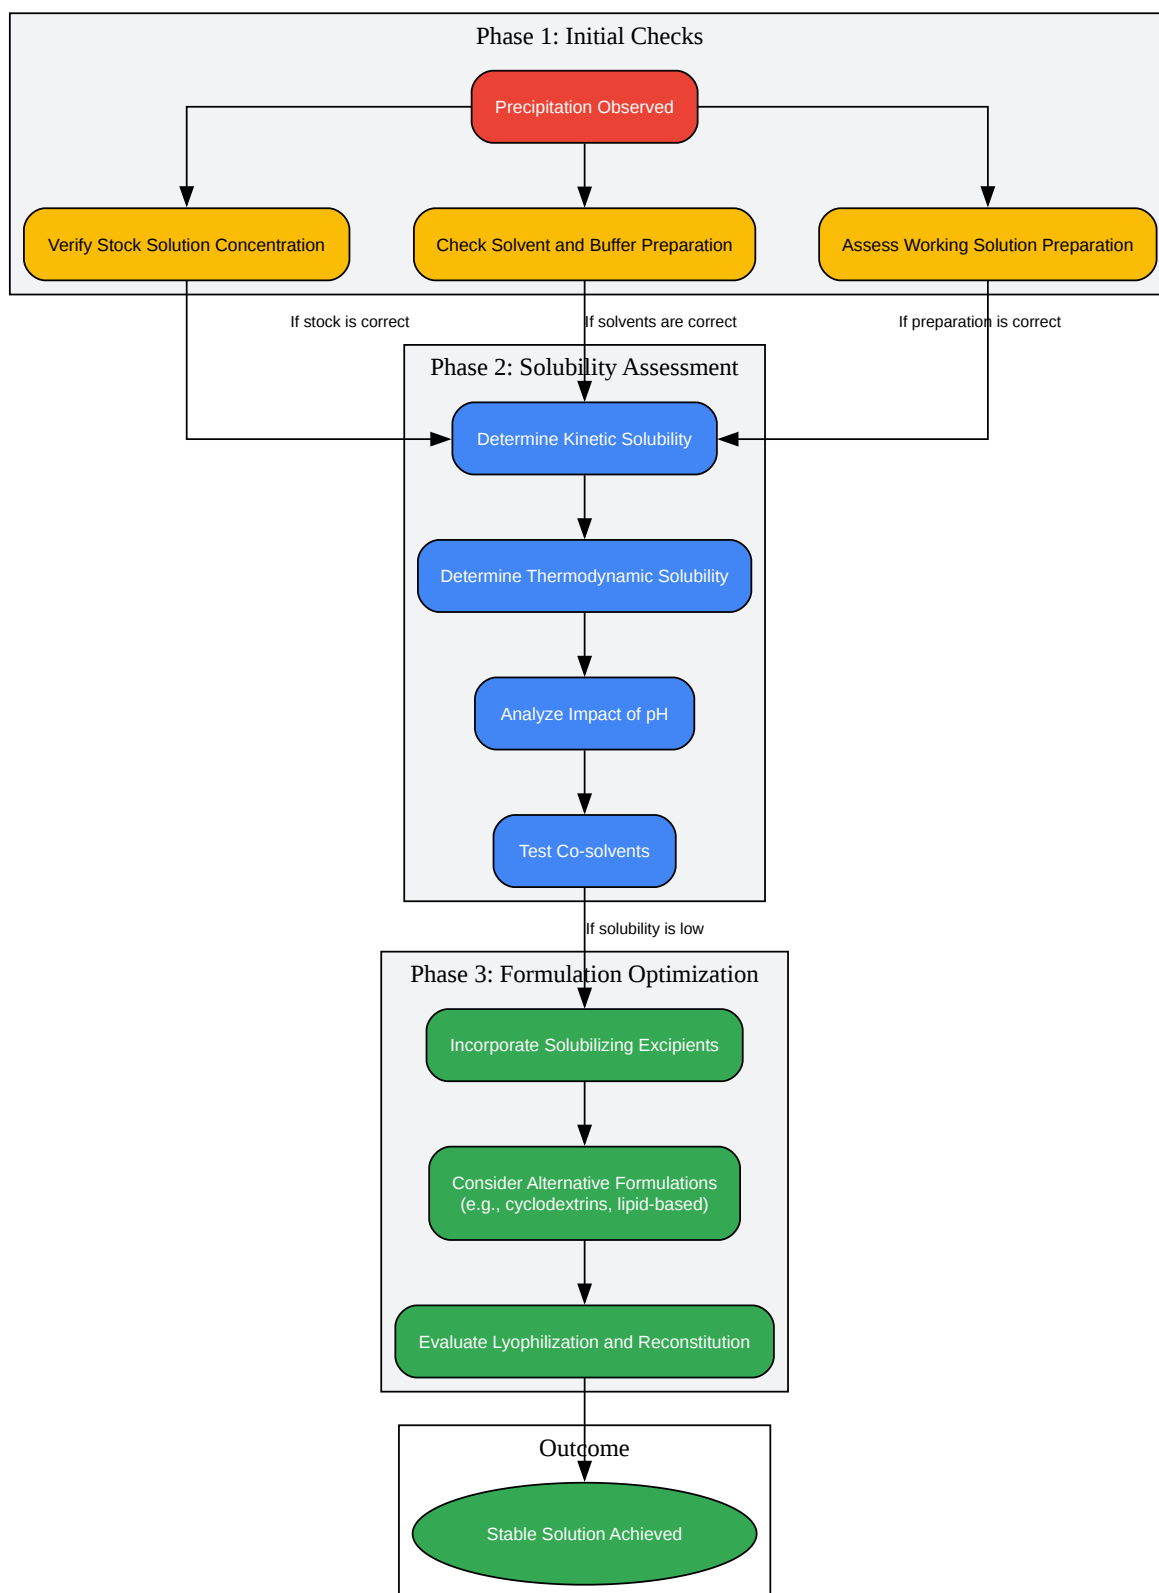 Phase 1: Initial Checks
Precipitation Observed
Verify Stock Solution Concentration
Check Solvent and Buffer Preparation
Assess Working Solution Preparation
If stock is correct
If solvents are correct
If preparation is correct
Phase 2: Solubility Assessment
Determine Kinetic Solubility
Determine Thermodynamic Solubility
Analyze Impact of pH
Test Co-solvents
If solubility is low
Phase 3: Formulation Optimization
Incorporate Solubilizing Excipients
Consider Alternative Formulations
(e.g., cyclodextrins, lipid-based)
Evaluate Lyophilization and Reconstitution
Outcome
Stable Solution Achieved